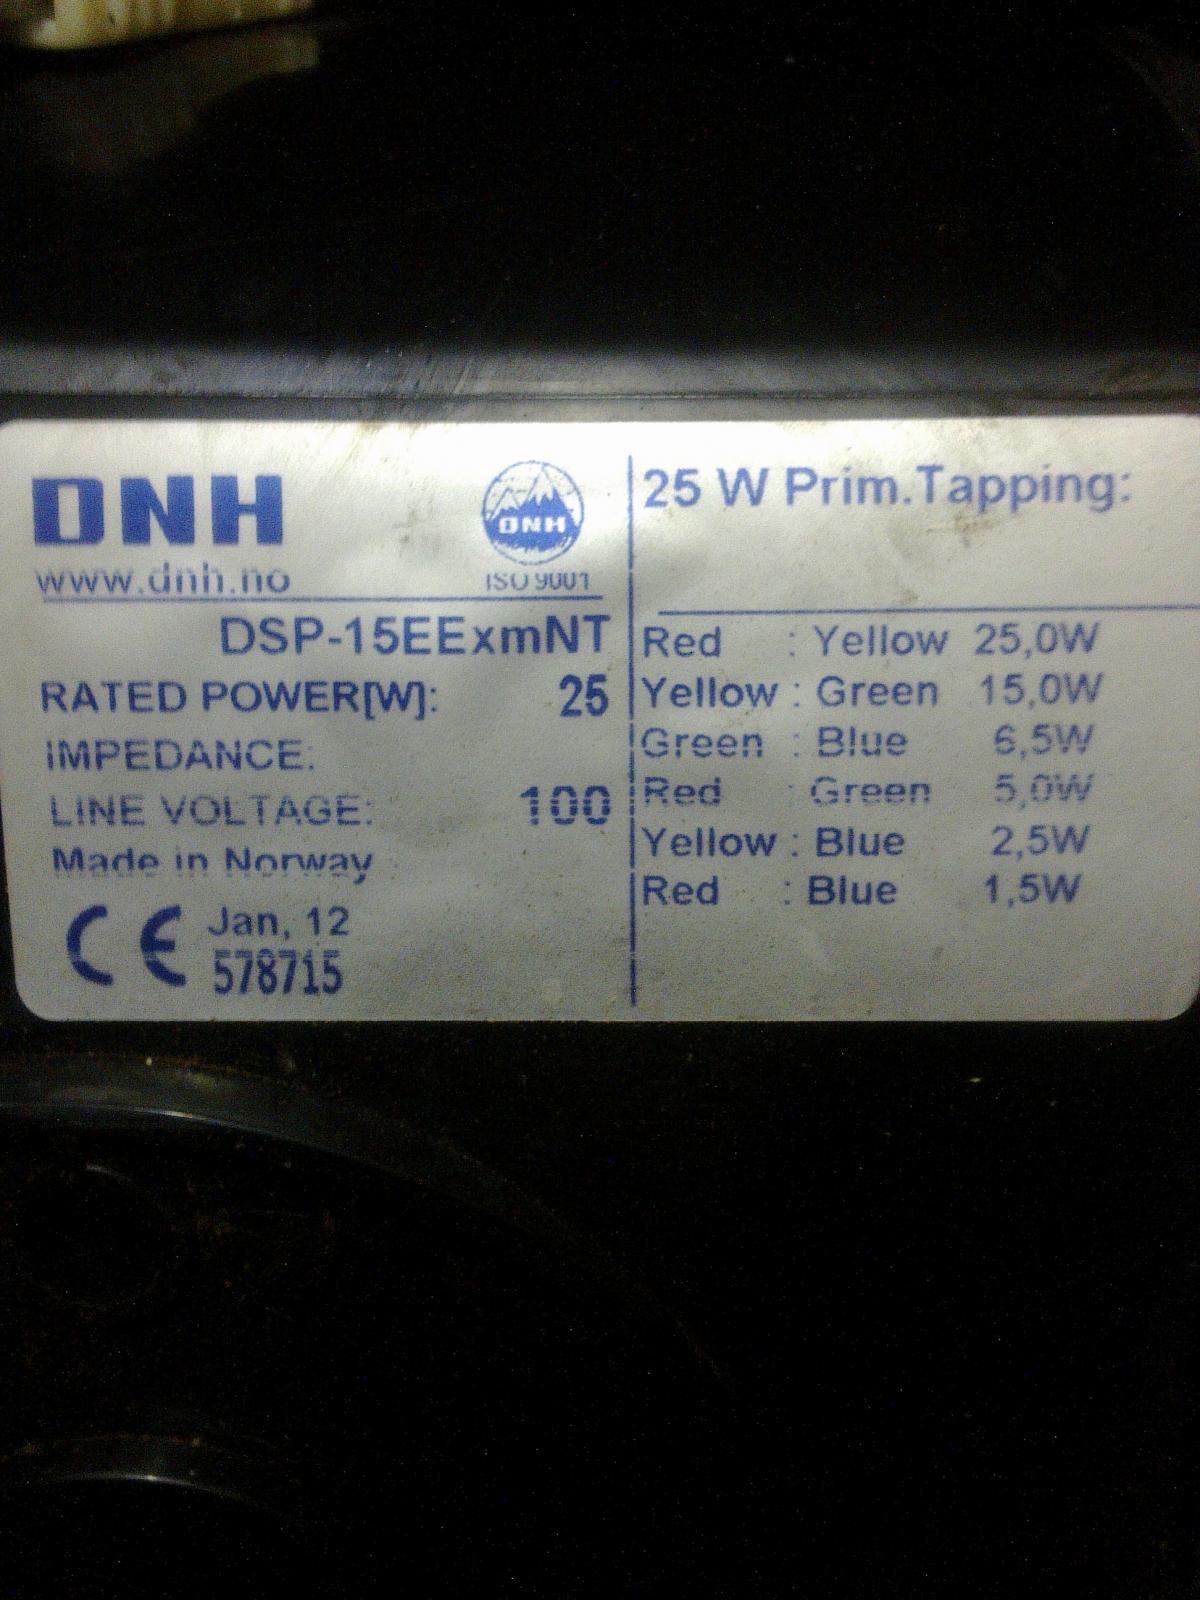 DNH
DNH
www.dnh.no
ISO 9001
DSP-15EExmNT
RATED POWER[W]: 25
IMPEDANCE:
LINE VOLTAGE: 100
Made in Norway
CE Jan, 12
578715
25 W Prim.Tapping:
Red : Yellow 25,0W
Yellow : Green 15,0W
Green : Blue 6,5W
Red : Green 5,0W
Yellow : Blue 2,5W
Red : Blue 1,5W